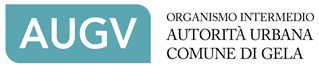 AUGV
ORGANISMO INTERMEDIO
AUTORITÀ URBANA
COMUNE DI GELA